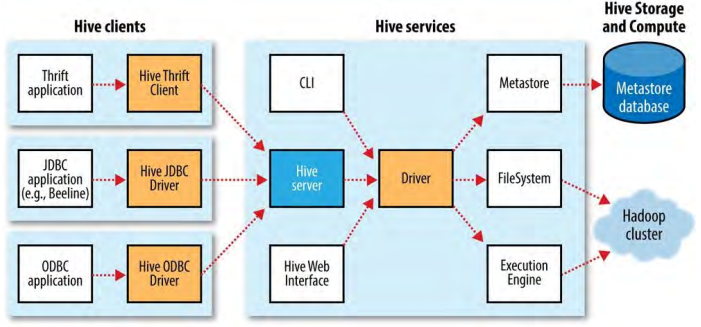 Hive clients
Thrift
application
Hive Thrift
Client
JDBC
application
(e.g., Beeline)
Hive JDBC
Driver
ODBC
application
Hive ODBC
Driver
Hive services
CLI
Hive
server
Hive Web
Interface
Driver
Metastore
FileSystem
Execution
Engine
Hive Storage
and Compute
Metastore
database
Hadoop
cluster